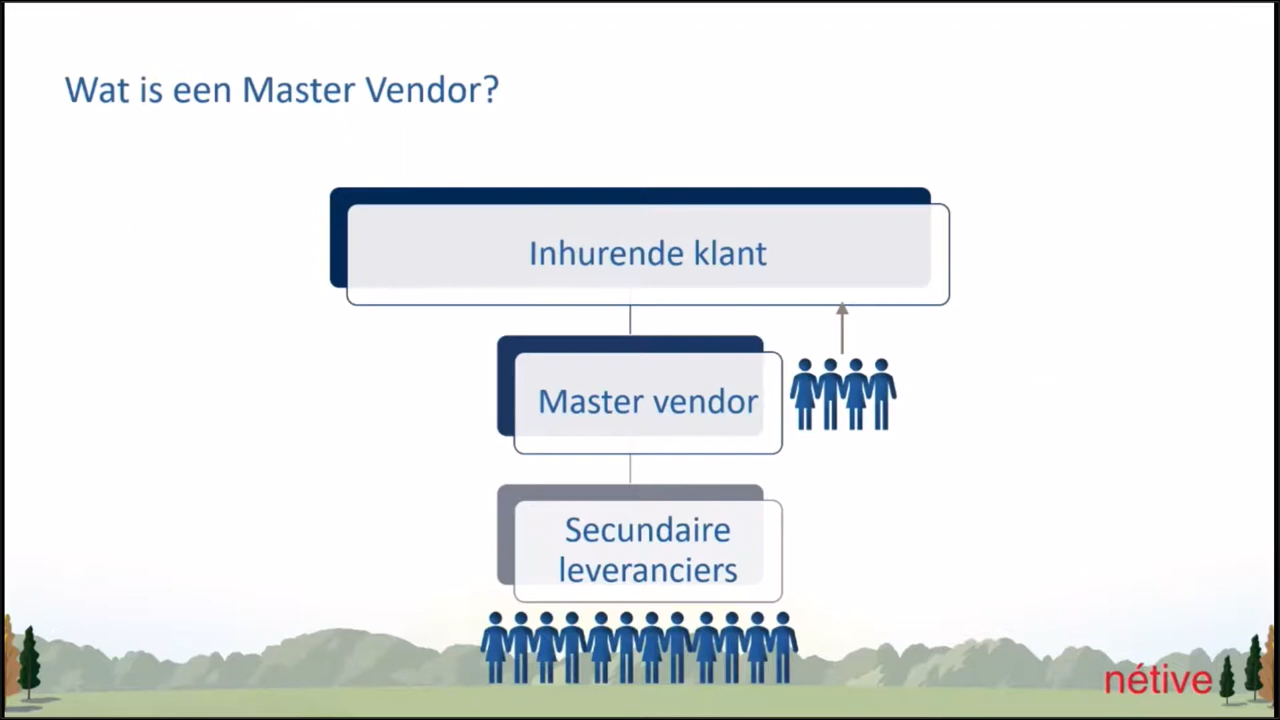 Wat is een Master Vendor?
Inhurende klant
Master vendor
Secundaire
leveranciers
nétive